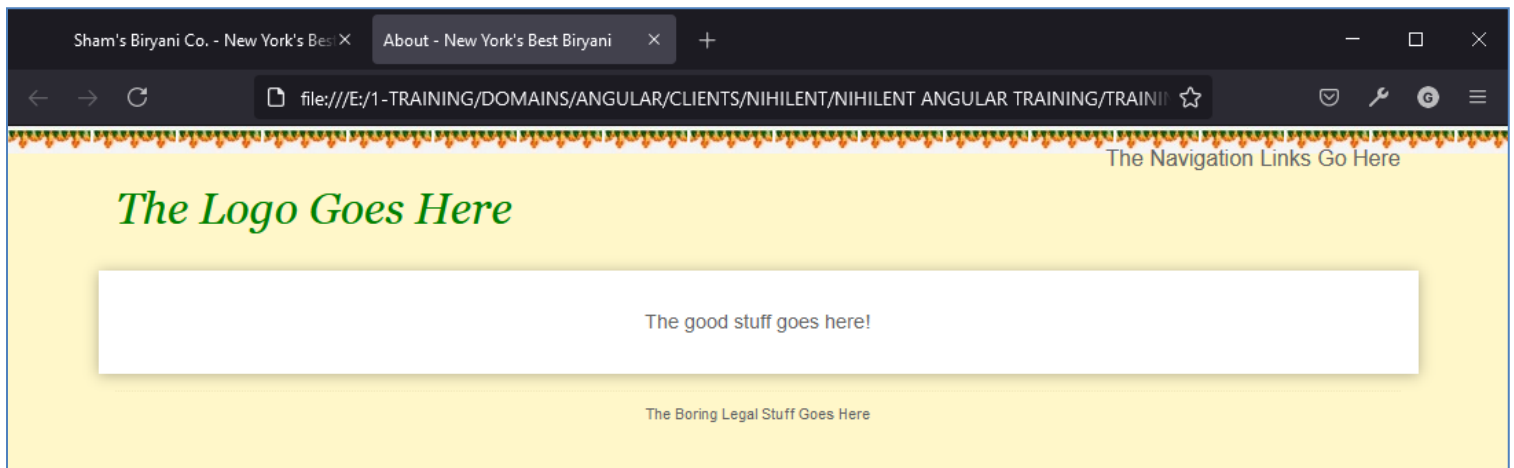 Sham's Biryani Co. - New York's Bes
About - New York's Best Biryani
file:///E:/1-TRAINING/DOMAINS/ANGULAR/CLIENTS/NIHILENT/NIHILENT ANGULAR TRAINING/TRAINI
G
The Navigation Links Go Here
The Logo Goes Here
The good stuff goes here!
The Boring Legal Stuff Goes Here